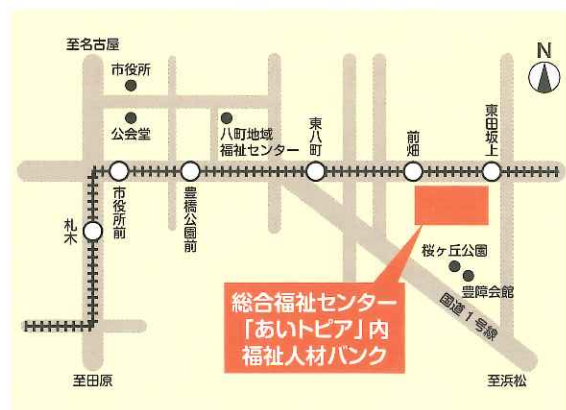 至名古屋
市役所
公会堂
八町地域
福祉センター
東八町
前畑
東田坂上
N
札木
市役所前
豊橋公園前
桜ヶ丘公園
豊障会館
国道1号線
総合福祉センター
「あいトピア」内
福祉人材バンク
至田原
至浜松